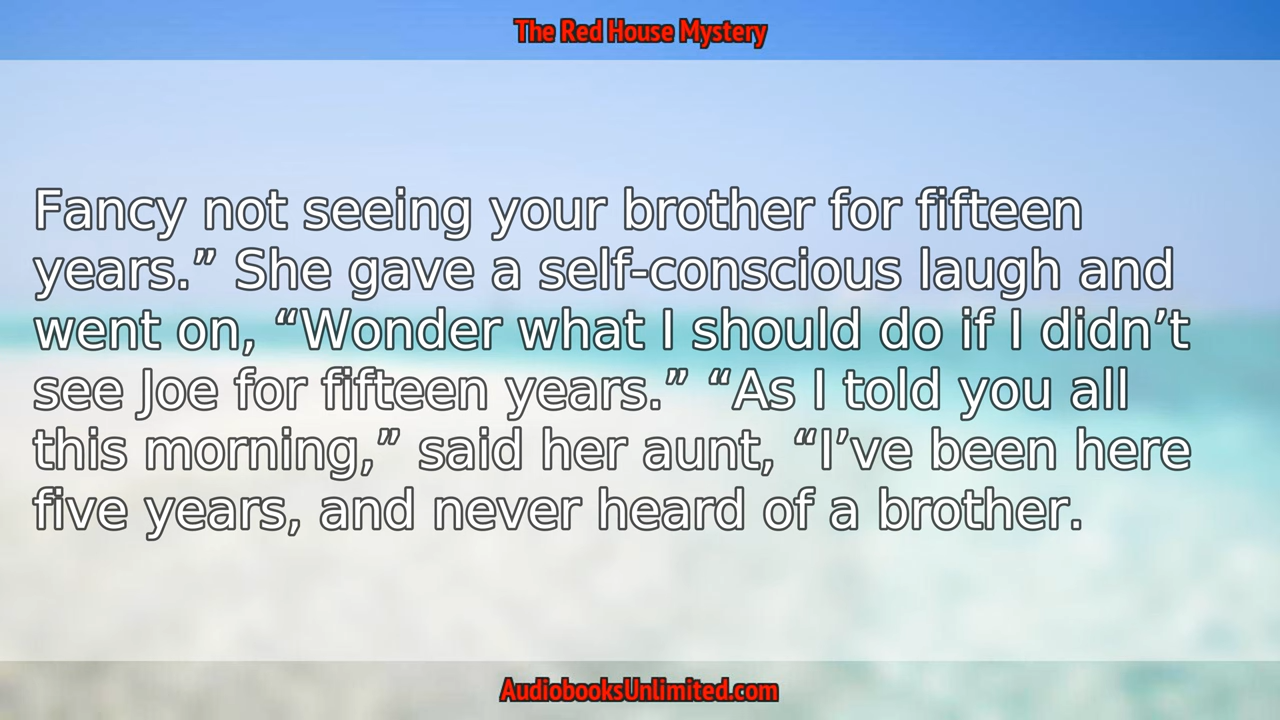 The Red House Mystery
Fancy not seeing your brother for fifteen
years.” She gave a self-conscious laugh and
went on, “Wonder what I should do if I didn’t
see Joe for fifteen years.” “As I told you all
this morning,” said her aunt, “I’ve been here
five years, and never heard of a brother.
AudiobooksUnlimited.com